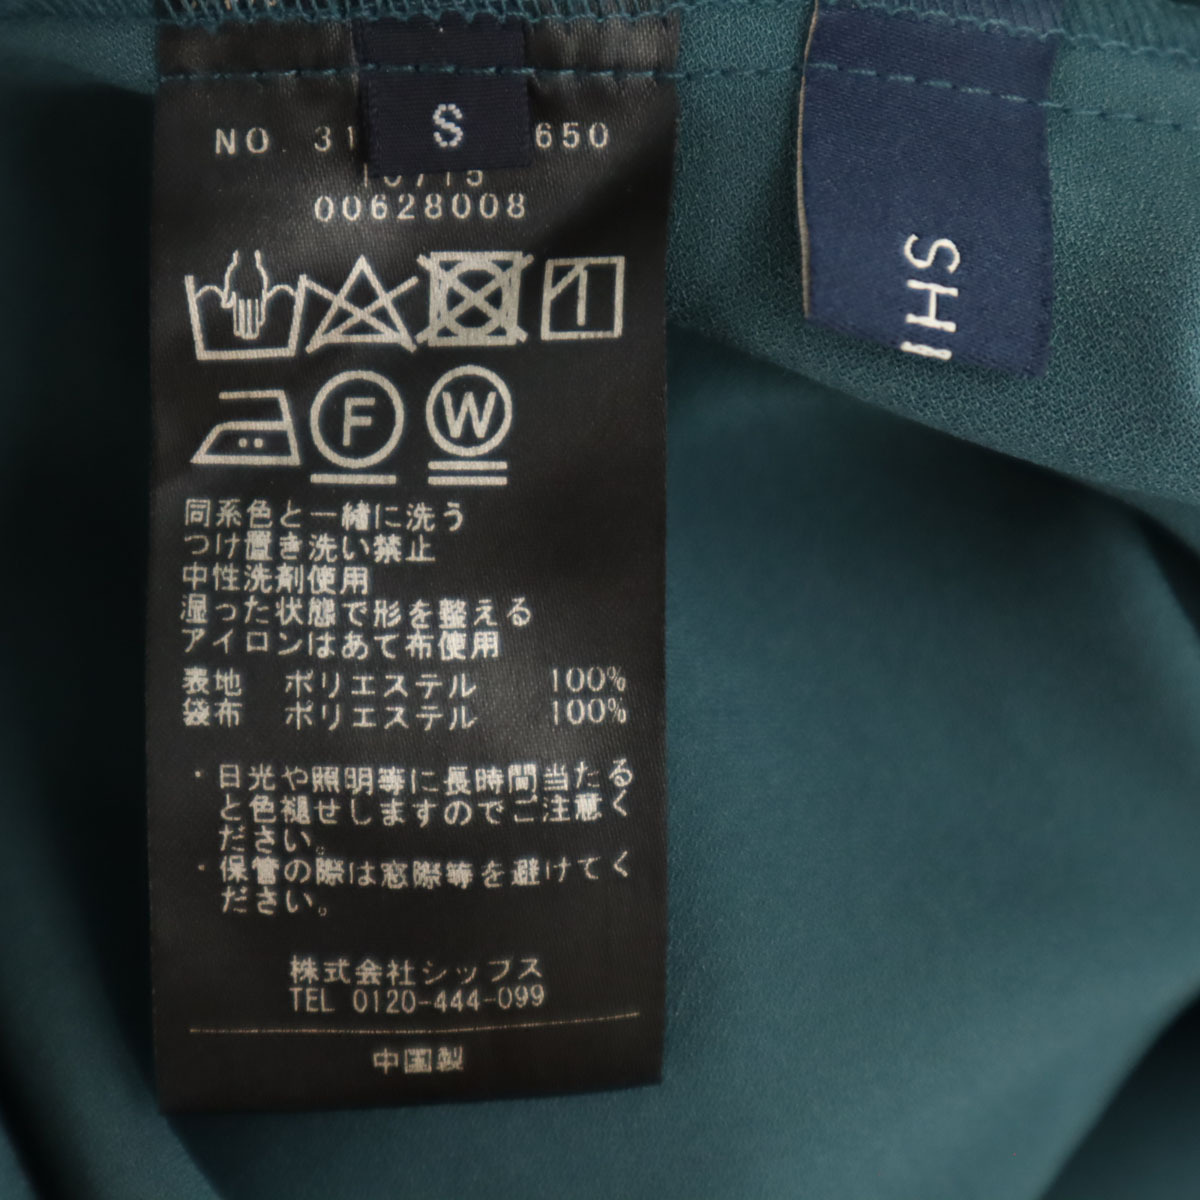 S
NO. 31 650
10715
00628008
F W
同系色と一緒に洗う
つけ置き洗い禁止
中性洗剤使用
湿った状態で形を整える
アイロンはあて布使用
表地 ポリエステル 100%
袋布 ポリエステル 100%
・日光や照明等に長時間当たる
と色褪せしますのでご注意く
ださい。
・保管の際は窓際等を避けてく
ださい。
株式会社シップス
TEL 0120-444-099
中国製
SHI